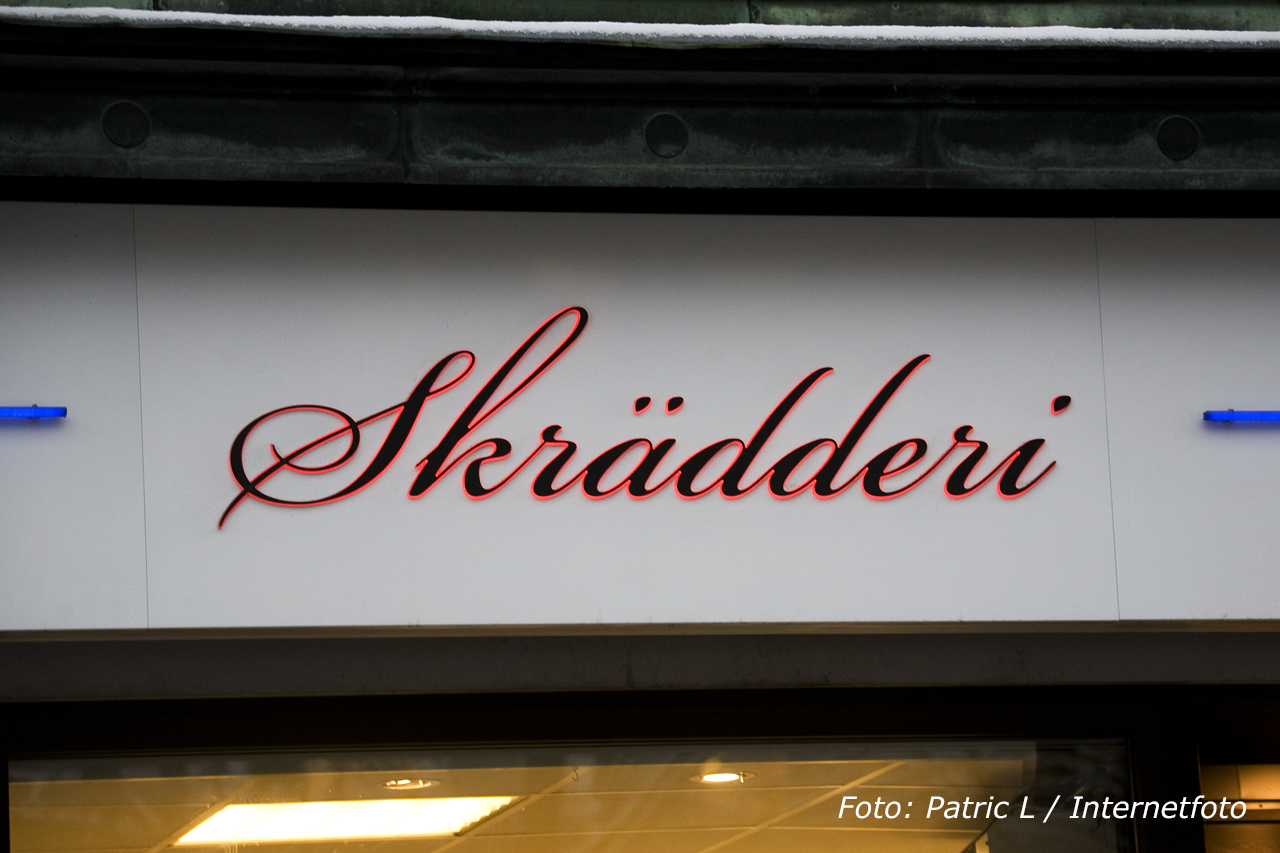 Skrädderi
Foto: Patric L / Internetfoto